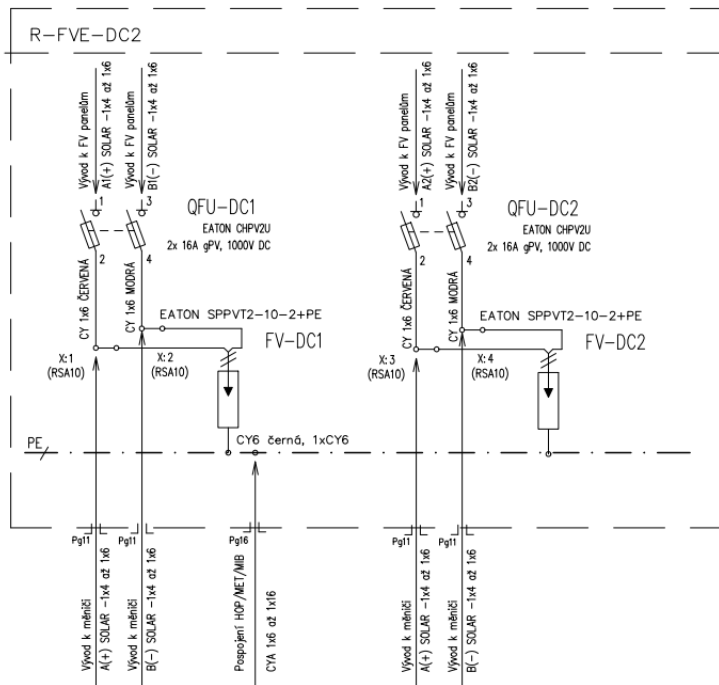 R-FVE-DC2
Vývod k FV panelům
A1(+) SOLAR -1x4 až 1x6
Vývod k FV panelům
B1(-) SOLAR -1x4 až 1x6
Vývod k FV panelům
A2(+) SOLAR -1x4 až 1x6
Vývod k FV panelům
B2(-) SOLAR -1x4 až 1x6
1
3
QFU-DC1
EATON CHPV2U
2x 16A gPV, 1000V DC
2
4
1
3
QFU-DC2
EATON CHPV2U
2x 16A gPV, 1000V DC
2
4
CY 1x6 ČERVENÁ
CY 1x6 MODRÁ
EATON SPPVT2-10-2+PE
FV-DC1
CY 1x6 ČERVENÁ
CY 1x6 MODRÁ
EATON SPPVT2-10-2+PE
FV-DC2
X:1
(RSA10)
X:2
(RSA10)
X:3
(RSA10)
X:4
(RSA10)
PE
CY6 černá, 1xCY6
Pg11
Pg11
Pg16
Pg11
Pg11
Vývod k měniči
A(+) SOLAR -1x4 až 1x6
Vývod k měniči
B(-) SOLAR -1x4 až 1x6
Pospojení HOP/MET/MIB
CYA 1x6 až 1x16
Vývod k měniči
A(+) SOLAR -1x4 až 1x6
Vývod k měniči
B(-) SOLAR -1x4 až 1x6